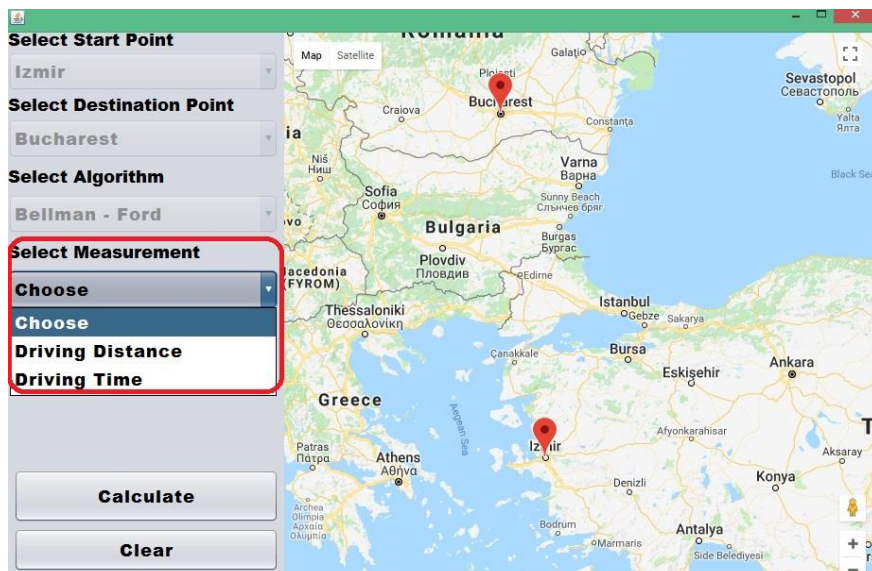 Select Start Point
Izmir
Select Destination Point
Bucharest
Select Algorithm
Bellman - Ford
Select Measurement
Choose
Choose
Driving Distance
Driving Time
Calculate
Clear
Map Satellite
Romania
Galați
Ploiești
Bucharest
Craiova
Constanța
Sevastopol
Севастополь
Yalta
Ялта
Niš
Ниш
Varna
Варна
Black Sea
Sofia
София
Sunny Beach
Слънчев бряг
Bulgaria
Burgas
Бургас
Plovdiv
Пловдив
acedonia
(FYROM)
Edirne
Istanbul
Gebze
Sakarya
Thessaloniki
Θεσσαλονίκη
Çanakkale
Bursa
Eskişehir
Ankara
Greece
Aegean Sea
Afyonkarahisar
Izmir
Aksaray
Patras
Πάτρα
Athens
Αθήνα
Denizli
Konya
Archea
Olimpia
Αρχαία
Ολυμπία
Bodrum
Marmaris
Antalya
Side Belediyesi